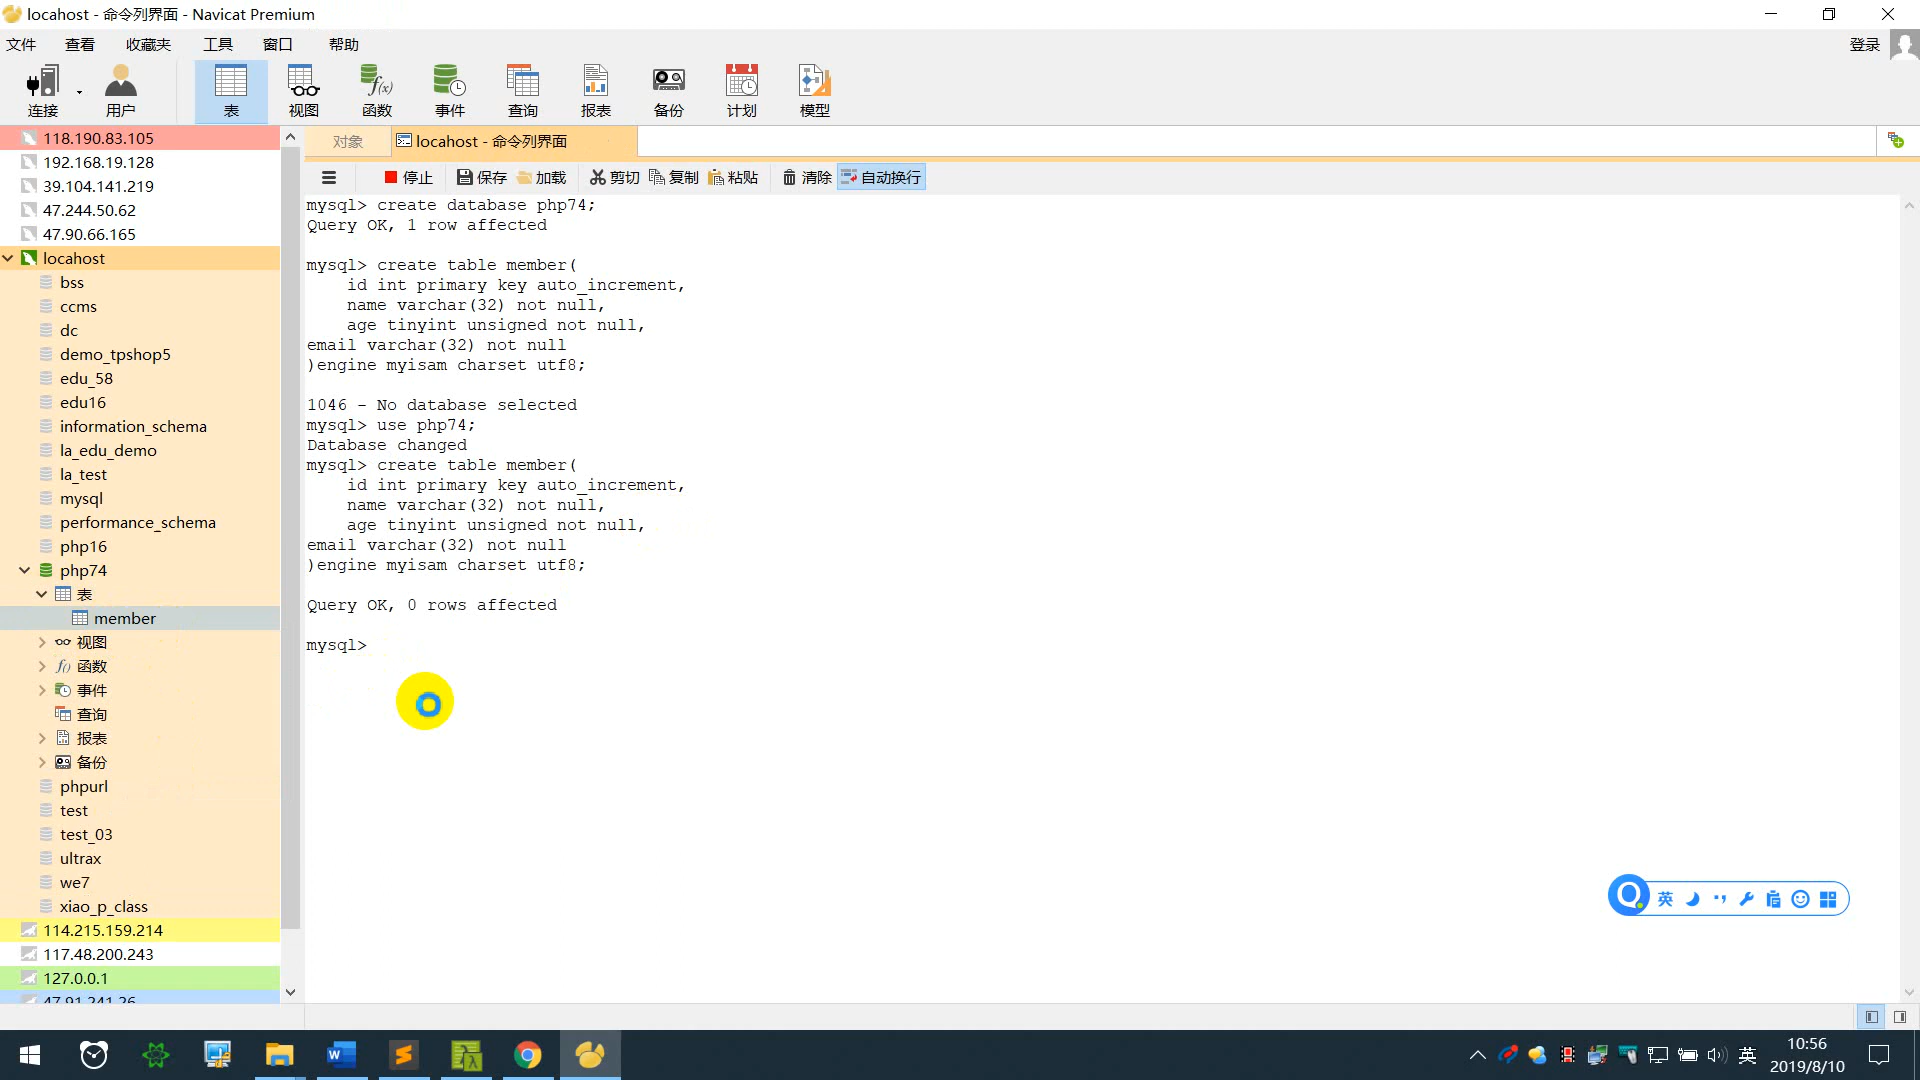 locahost - 命令列界面 - Navicat Premium
文件 查看 收藏夹 工具 窗口 帮助 登录
连接 用户 表 视图 函数 事件 查询 报表 备份 计划 模型
118.190.83.105
192.168.19.128
39.104.141.219
47.244.50.62
47.90.66.165
locahost
bss
ccms
dc
demo_tpshop5
edu_58
edu16
information_schema
la_edu_demo
la_test
mysql
performance_schema
php16
php74
表
member
视图
函数
事件
查询
报表
备份
phpurl
test
test_03
ultrax
we7
xiao_p_class
114.215.159.214
117.48.200.243
127.0.0.1
47.91.241.26
对象 locahost - 命令列界面
停止 保存 加载 剪切 复制 粘贴 清除 自动换行
mysql> create database php74;
Query OK, 1 row affected
mysql> create table member(
id int primary key auto_increment,
name varchar(32) not null,
age tinyint unsigned not null,
email varchar(32) not null
)engine myisam charset utf8;
1046 - No database selected
mysql> use php74;
Database changed
mysql> create table member(
id int primary key auto_increment,
name varchar(32) not null,
age tinyint unsigned not null,
email varchar(32) not null
)engine myisam charset utf8;
Query OK, 0 rows affected
mysql>
英
英 10:56
2019/8/10